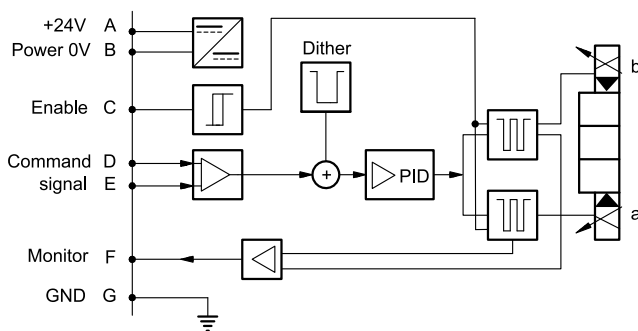 +24V A
Power 0V B
Dither
b
Enable C
Command D
signal E
+
PID
a
Monitor F
GND G